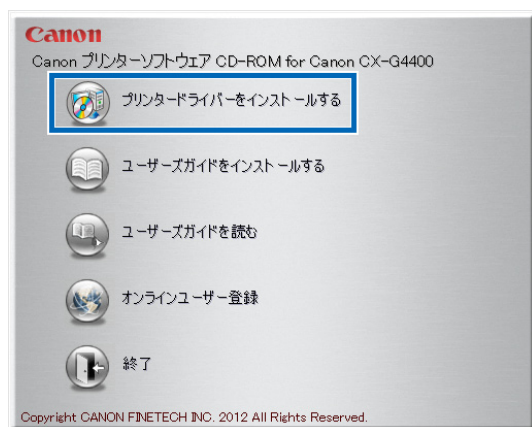 Canon
Canon プリンターソフトウェア CD-ROM for Canon CX-G4400
プリンタードライバーをインストールする
ユーザーズガイドをインストールする
ユーザーズガイドを読む
オンラインユーザー登録
終了
Copyright CANON FINETECH INC. 2012 All Rights Reserved.